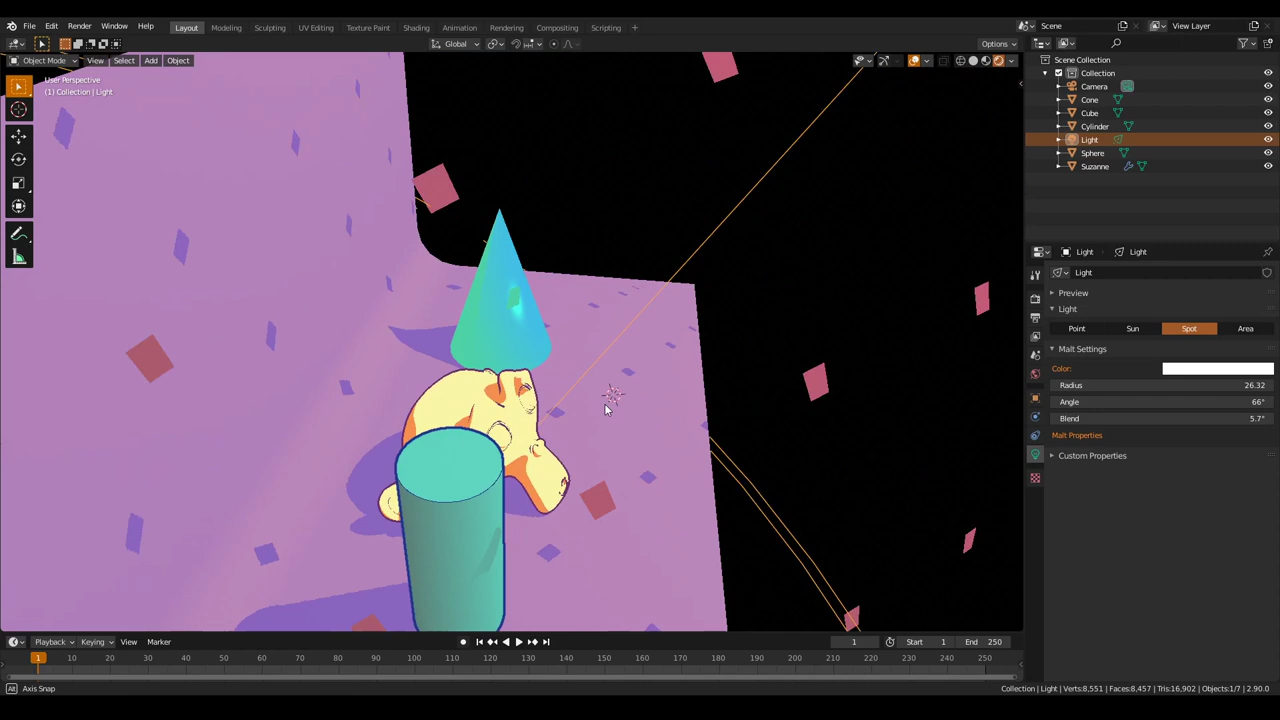 File Edit Render Window Help Layout Modeling Sculpting UV Editing Texture Paint Shading Animation Rendering Compositing Scripting Scene View Layer
Global Options
Object Mode View Select Add Object
User Perspective
(1) Collection | Light
Scene Collection
Collection
Camera
Cone
Cube
Cylinder
Light
Sphere
Suzanne
Light Light
Light
Preview
Light
Point Sun Spot Area
Malt Settings
Color:
Radius 26.32
Angle 66°
Blend 5.7°
Malt Properties
Custom Properties
Playback Keying View Marker 1 Start 1 End 250
1 10 20 30 40 50 60 70 80 90 100 110 120 130 140 150 160 170 180 190 200 210 220 230 240 250
Alt Axis Snap Collection | Light | Verts:8,551 | Faces:8,457 | Tris:16,902 | Objects:1/7 | 2.90.0